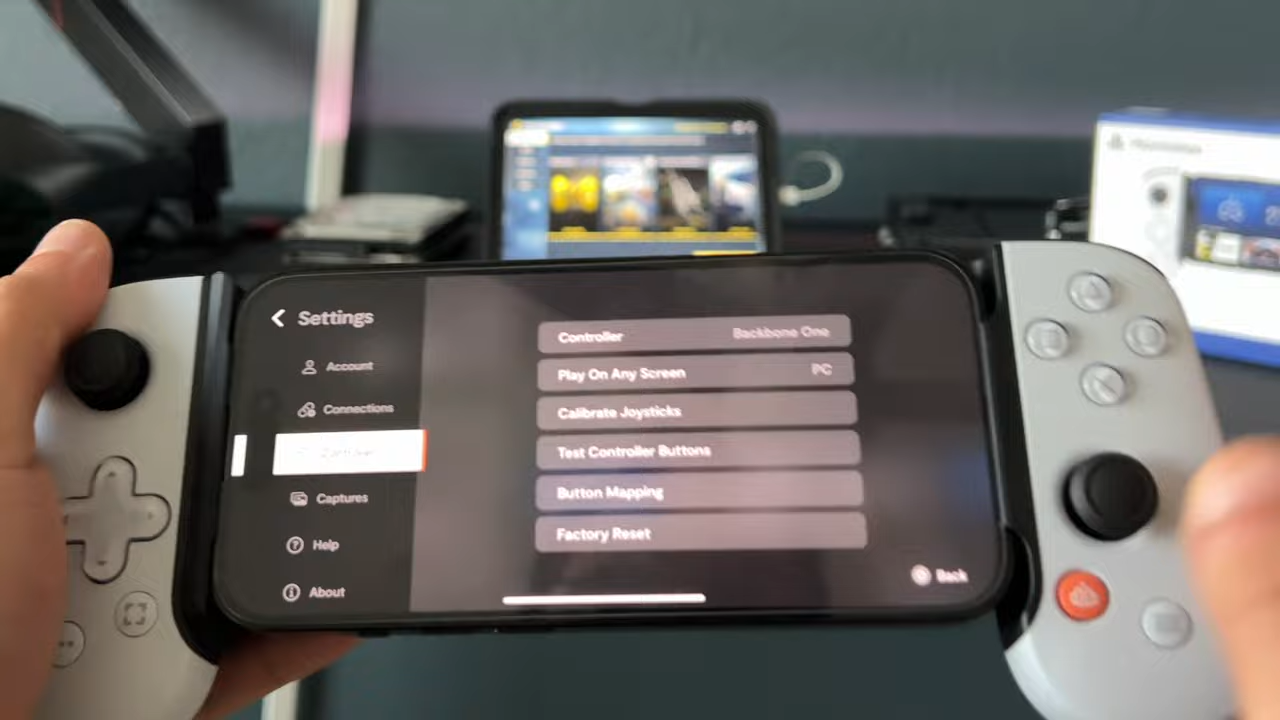 Settings
Account
Connections
Captures
Help
About
Controller Backbone One
Play On Any Screen PC
Calibrate Joysticks
Test Controller Buttons
Button Mapping
Factory Reset
Back